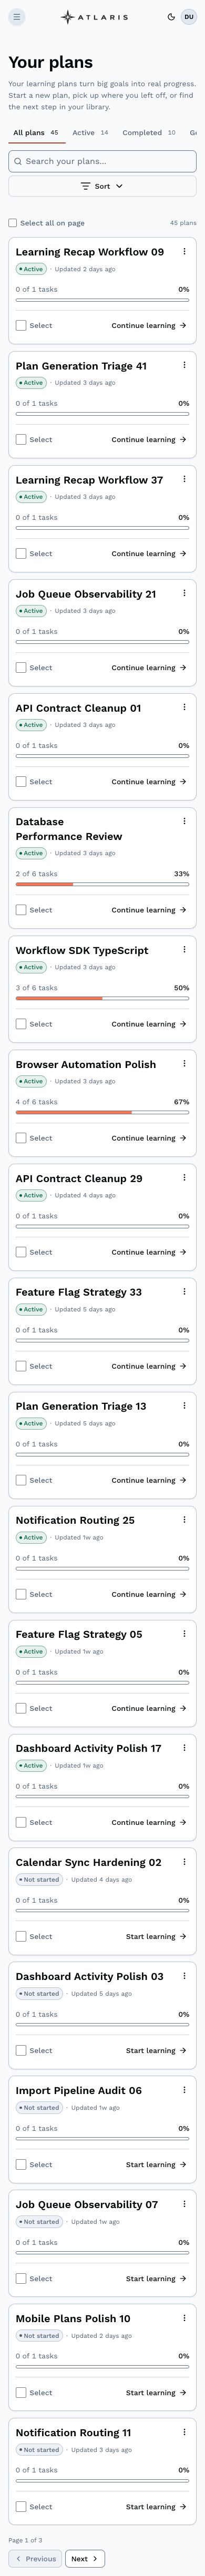 ATLARIS
DU
Your plans
Your learning plans turn big goals into real progress.
Start a new plan, pick up where you left off, or find
the next step in your library.
All plans 45 Active 14 Completed 10
Search your plans...
Sort
Select all on page 45 plans
Learning Recap Workflow 09
Active · Updated 2 days ago
0 of 1 tasks 0%
Select Continue learning
Plan Generation Triage 41
Active · Updated 3 days ago
0 of 1 tasks 0%
Select Continue learning
Learning Recap Workflow 37
Active · Updated 3 days ago
0 of 1 tasks 0%
Select Continue learning
Job Queue Observability 21
Active · Updated 3 days ago
0 of 1 tasks 0%
Select Continue learning
API Contract Cleanup 01
Active · Updated 3 days ago
0 of 1 tasks 0%
Select Continue learning
Database
Performance Review
Active · Updated 3 days ago
2 of 6 tasks 33%
Select Continue learning
Workflow SDK TypeScript
Active · Updated 3 days ago
3 of 6 tasks 50%
Select Continue learning
Browser Automation Polish
Active · Updated 3 days ago
4 of 6 tasks 67%
Select Continue learning
API Contract Cleanup 29
Active · Updated 4 days ago
0 of 1 tasks 0%
Select Continue learning
Feature Flag Strategy 33
Active · Updated 5 days ago
0 of 1 tasks 0%
Select Continue learning
Plan Generation Triage 13
Active · Updated 5 days ago
0 of 1 tasks 0%
Select Continue learning
Notification Routing 25
Active · Updated 1w ago
0 of 1 tasks 0%
Select Continue learning
Feature Flag Strategy 05
Active · Updated 1w ago
0 of 1 tasks 0%
Select Continue learning
Dashboard Activity Polish 17
Active · Updated 1w ago
0 of 1 tasks 0%
Select Continue learning
Calendar Sync Hardening 02
Not started · Updated 4 days ago
0 of 1 tasks 0%
Select Start learning
Dashboard Activity Polish 03
Not started · Updated 5 days ago
0 of 1 tasks 0%
Select Start learning
Import Pipeline Audit 06
Not started · Updated 1w ago
0 of 1 tasks 0%
Select Start learning
Job Queue Observability 07
Not started · Updated 1w ago
0 of 1 tasks 0%
Select Start learning
Mobile Plans Polish 10
Not started · Updated 2 days ago
0 of 1 tasks 0%
Select Start learning
Notification Routing 11
Not started · Updated 3 days ago
0 of 1 tasks 0%
Select Start learning
Page 1 of 3
Previous Next